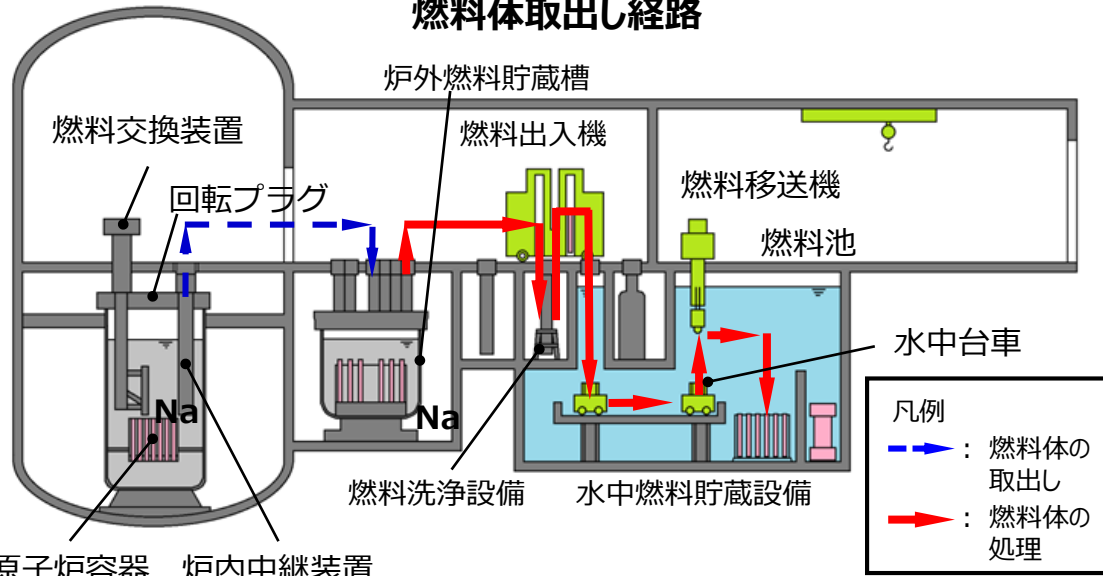 燃料体取出し経路
炉外燃料貯蔵槽
燃料交換装置
燃料出入機
回転プラグ
燃料移送機
燃料池
水中台車
Na
Na
燃料洗浄設備
水中燃料貯蔵設備
原子炉容器
炉内中継装置
凡例
： 燃料体の
取出し
： 燃料体の
処理